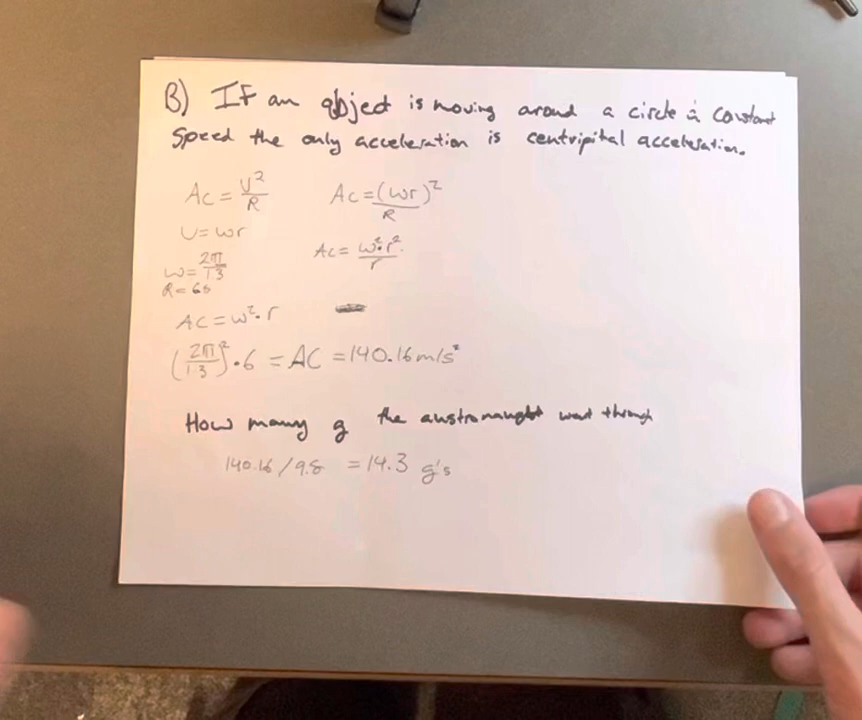 B) If an object is moving around a circle a constant
Speed the only acceleration is centripital acceleration.
Ac = V²/R
Ac = (wr)²/R
V = wr
Ac = w²·r²/r
w = 2π/1.3
R = 6
Ac = w²·r
(2π/1.3)²·6 = AC = 140.16 m/s²
How many g the austronaught went through
140.16 / 9.8 = 14.3 g's